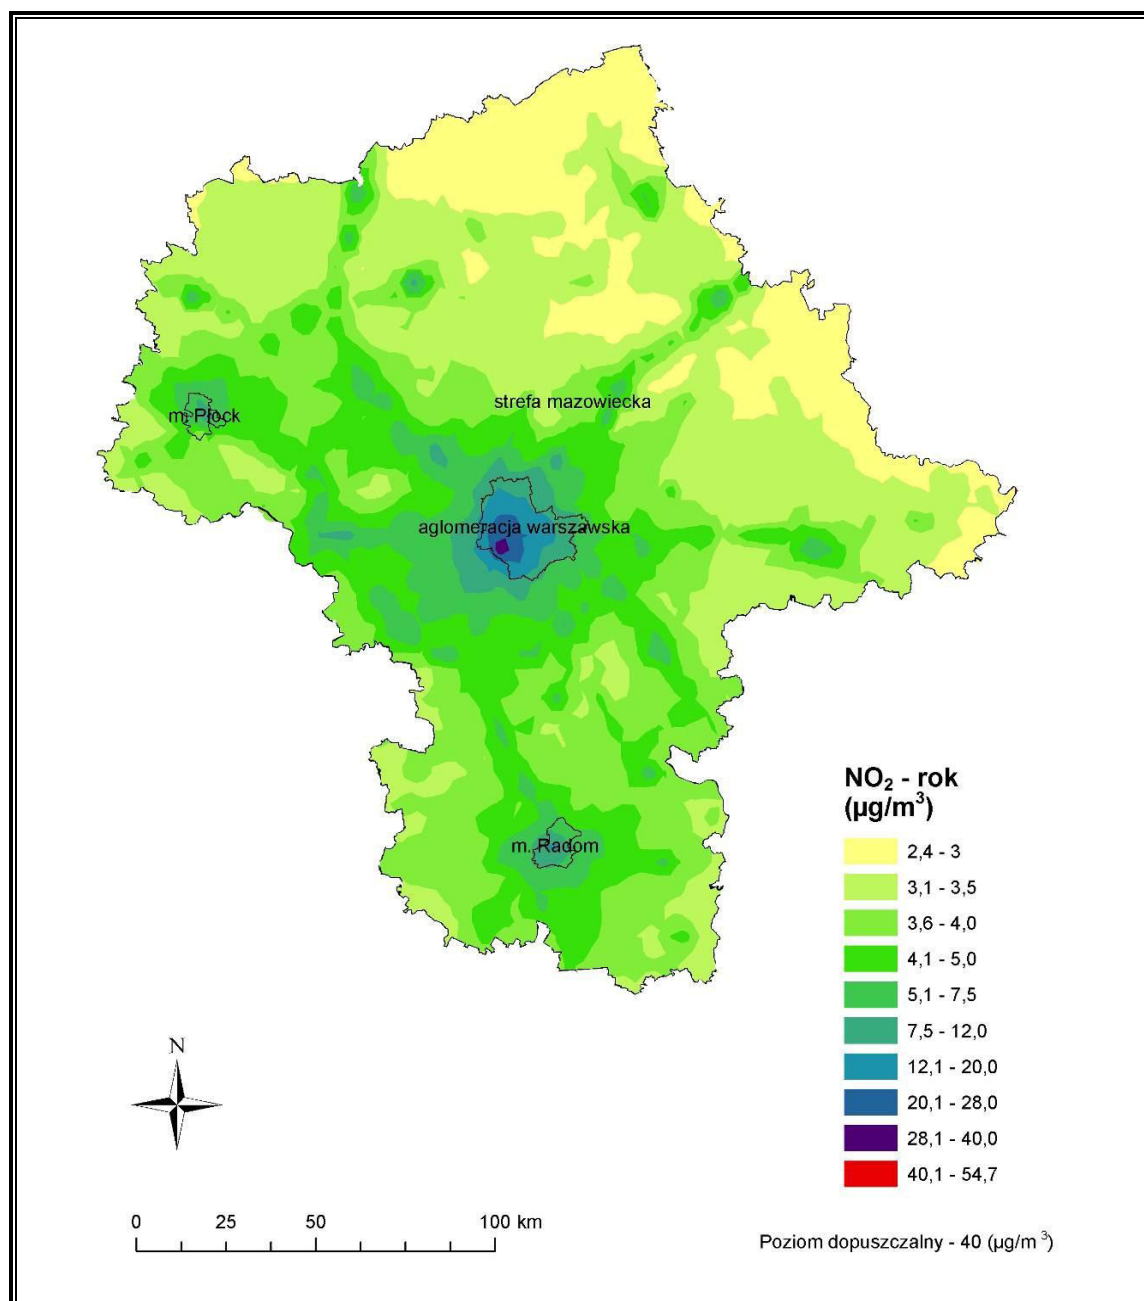 strefa mazowiecka
m. Płock
aglomeracja warszawska
m. Radom
NO₂ - rok
(µg/m³)
2,4 - 3
3,1 - 3,5
3,6 - 4,0
4,1 - 5,0
5,1 - 7,5
7,5 - 12,0
12,1 - 20,0
20,1 - 28,0
28,1 - 40,0
40,1 - 54,7
N
0 25 50 100 km
Poziom dopuszczalny - 40 (µg/m³)